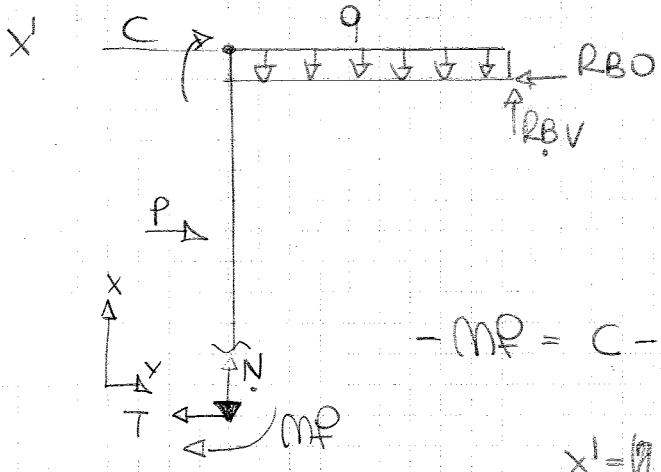 X' C q
RBO
RBV
P
X
Y
N
T
Mf
- Mf = C -
x' =